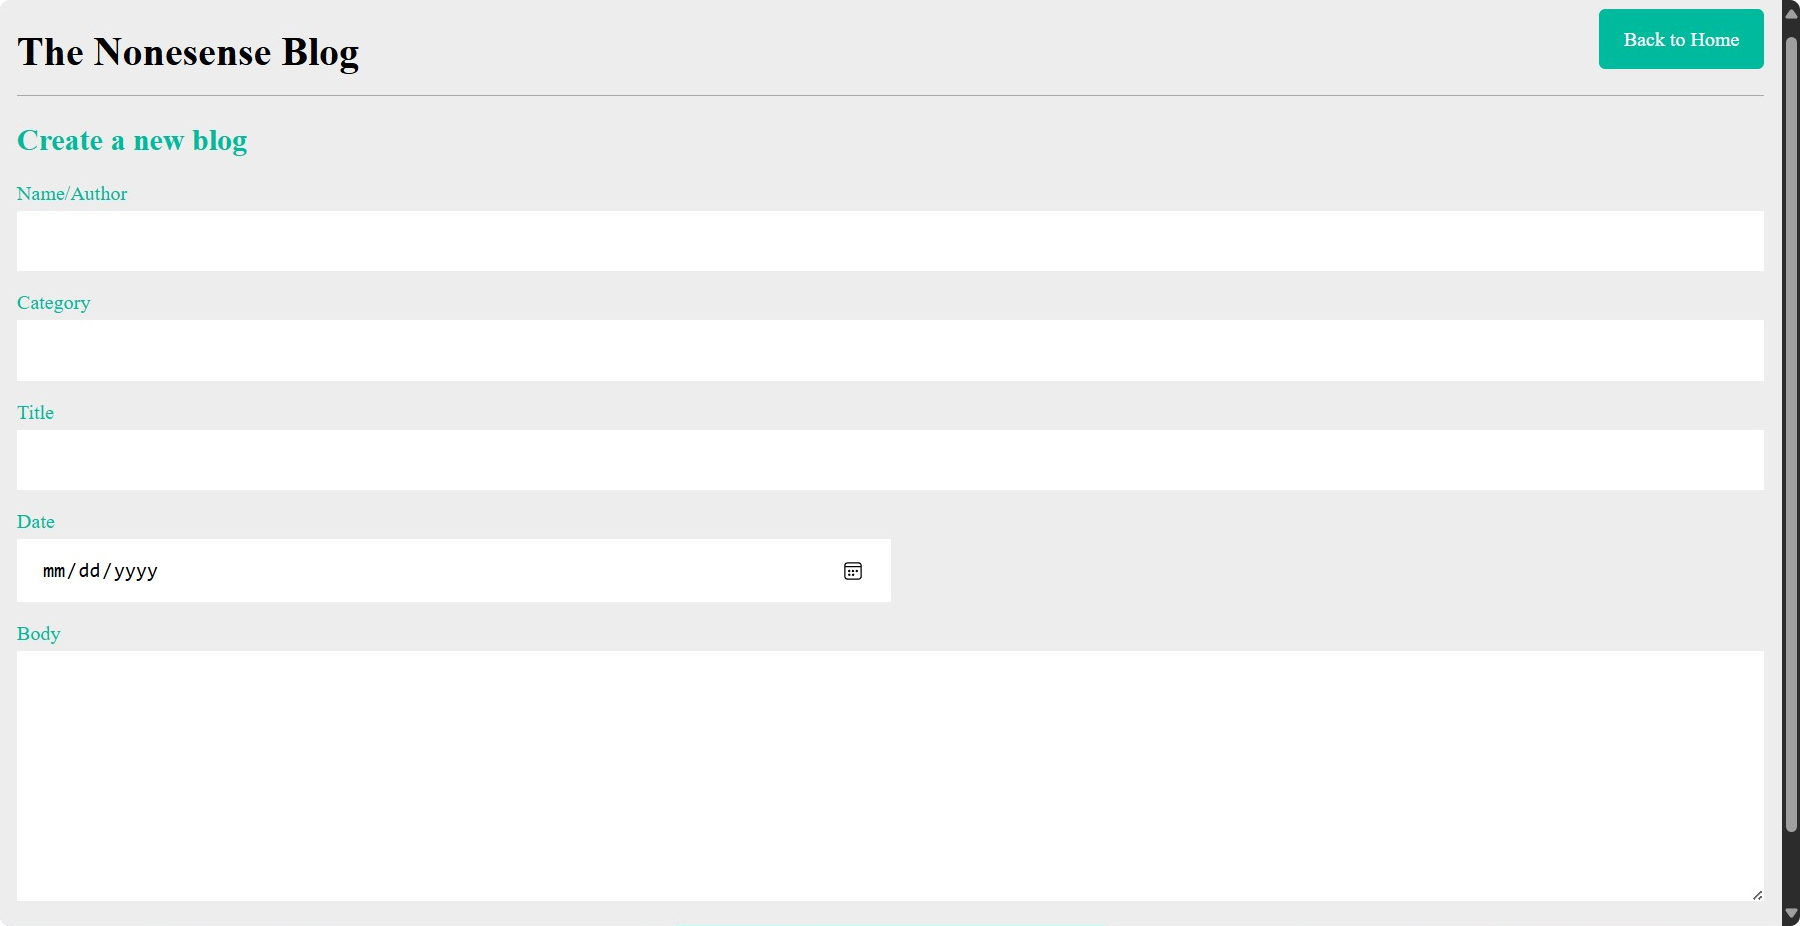 The Nonesense Blog
Back to Home
Create a new blog
Name/Author
Category
Title
Date
mm/dd/yyyy
Body